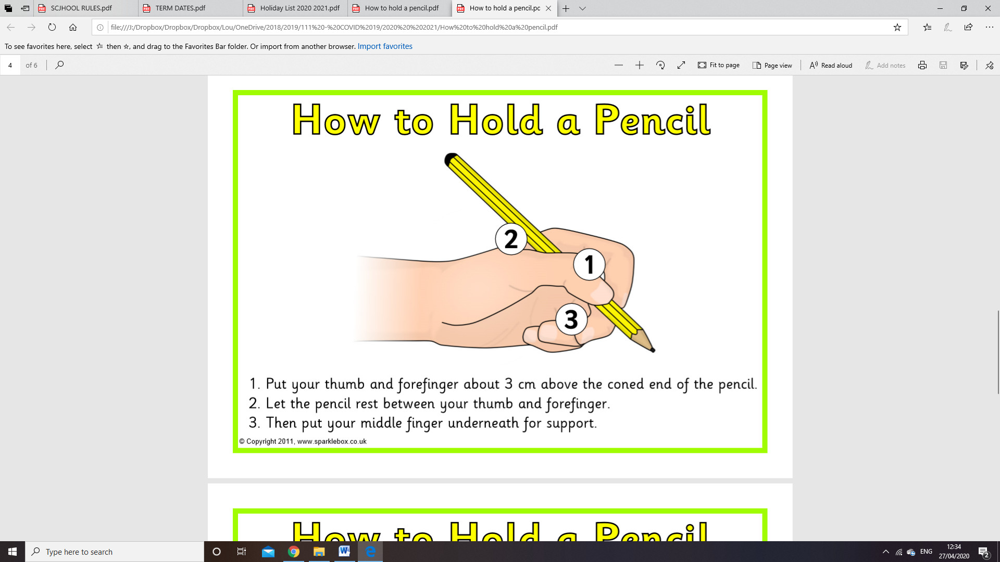 SCJHOOL RULES.pdf
TERM DATES.pdf
Holiday List 2020 2021.pdf
How to hold a pencil.pdf
How to hold a pencil.pc
file:///J:/Dropbox/Dropbox/Dropbox/Lou/OneDrive/2018/2019/111%20-%20COVID%2019/2020%20%202021/How%20to%20hold%20a%20pencil.pdf
To see favorites here, select then , and drag to the Favorites Bar folder. Or import from another browser. Import favorites
4 of 6
Fit to page
Page view
Read aloud
Add notes
How to Hold a Pencil
2
1
3
1. Put your thumb and forefinger about 3 cm above the coned end of the pencil.
2. Let the pencil rest between your thumb and forefinger.
3. Then put your middle finger underneath for support.
© Copyright 2011, www.sparklebox.co.uk
How to Hold a Pencil
Type here to search
ENG
12:34
27/04/2020
2